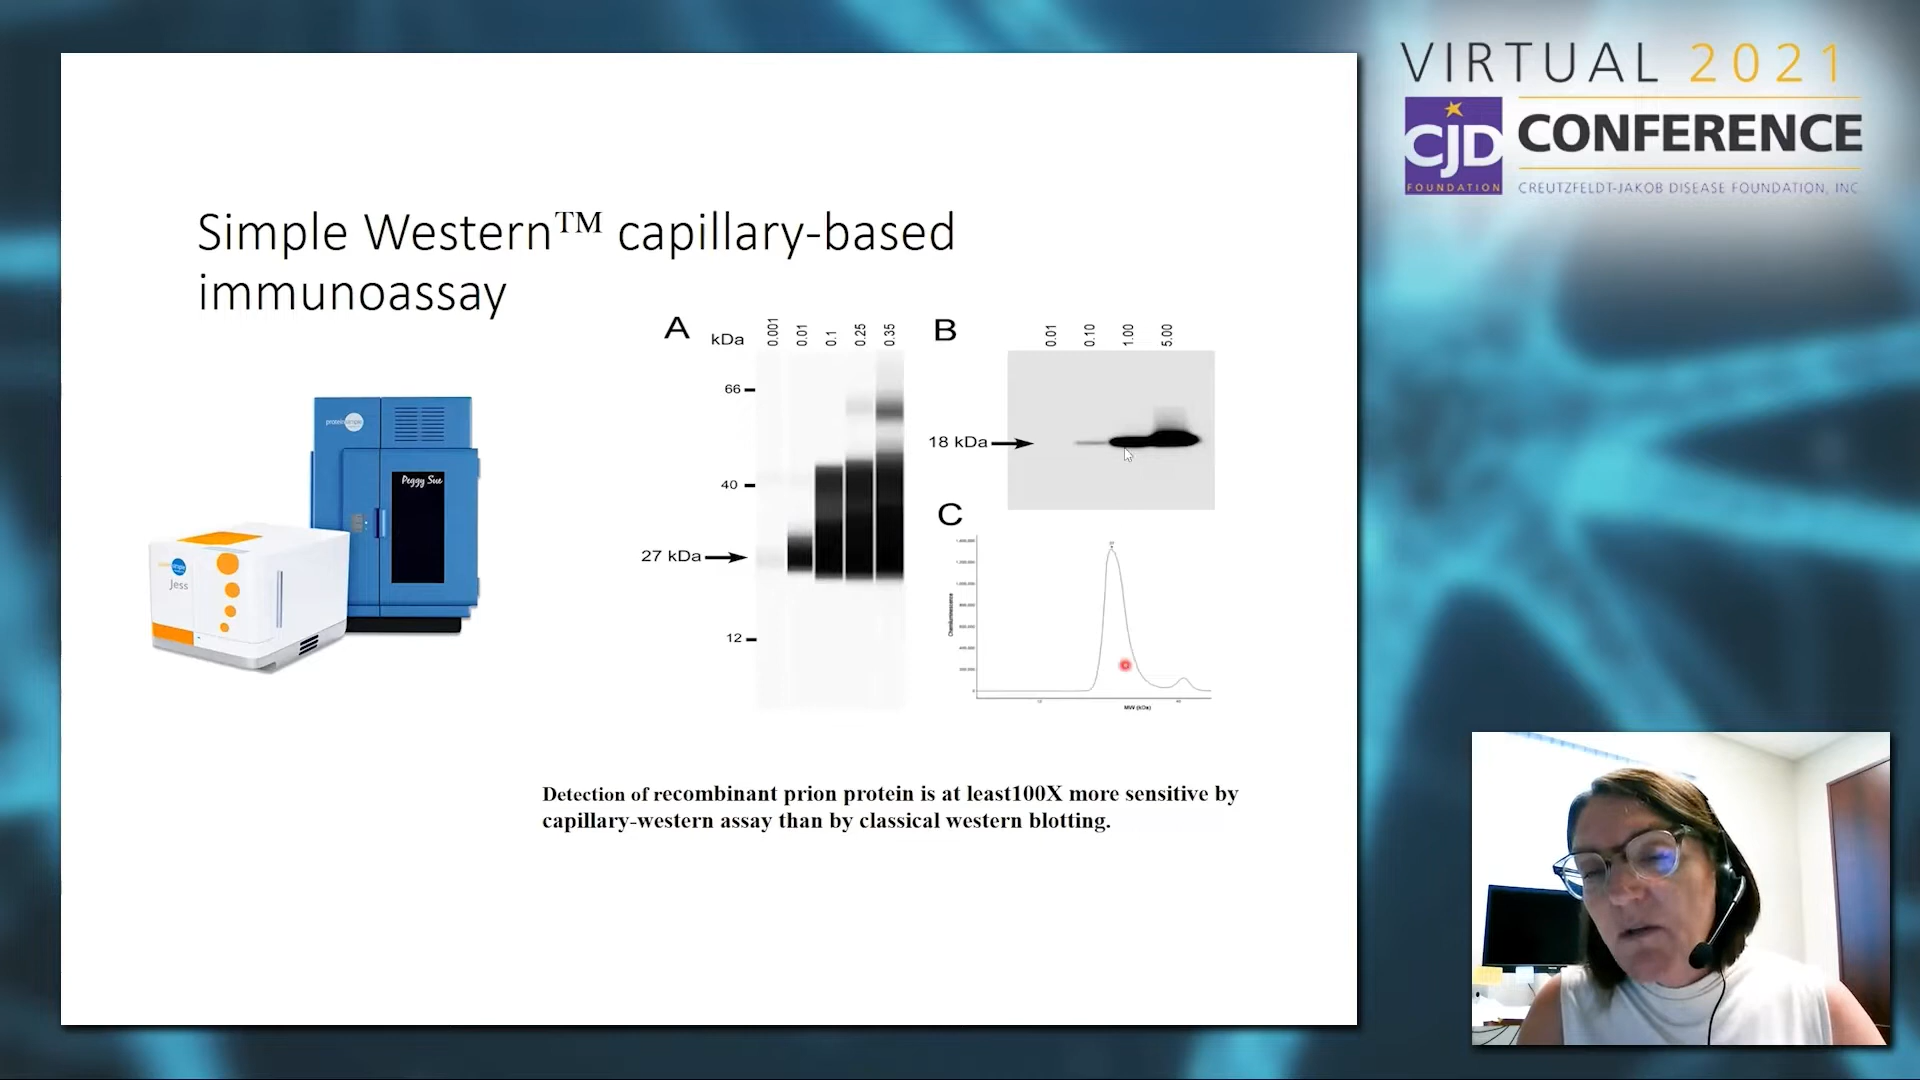 VIRTUAL 2021
CJD
FOUNDATION
CONFERENCE
CREUTZFELDT-JAKOB DISEASE FOUNDATION, INC
Simple Western™ capillary-based
immunoassay
Peggy Sue
Jess
A
kDa
0.001
0.01
0.1
0.25
0.35
66
40
27 kDa
12
B
0.01
0.10
1.00
5.00
18 kDa
C
Chemiluminescence
MW (kDa)
Detection of recombinant prion protein is at least100X more sensitive by
capillary-western assay than by classical western blotting.